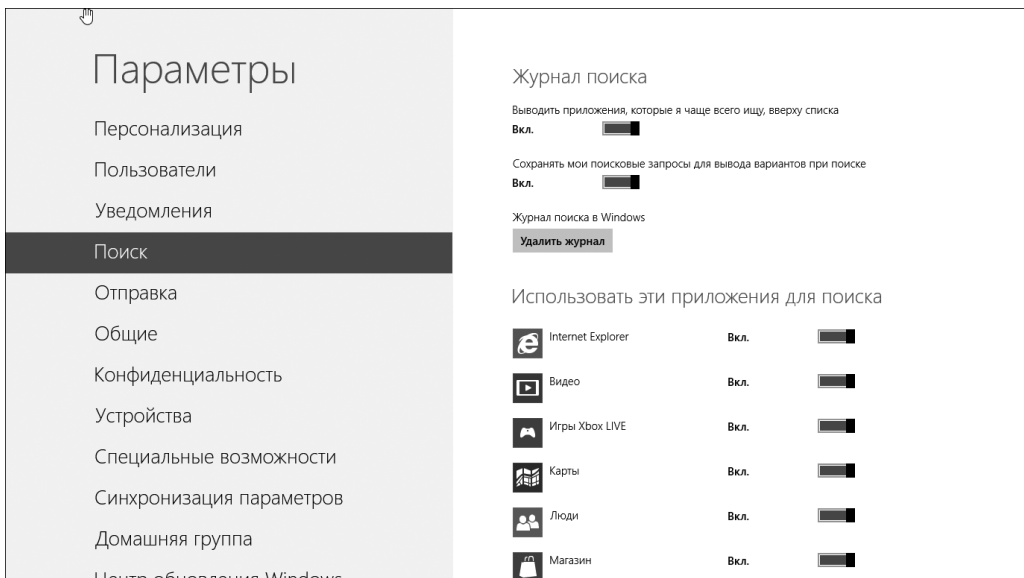 Параметры
Персонализация
Пользователи
Уведомления
Поиск
Отправка
Общие
Конфиденциальность
Устройства
Специальные возможности
Синхронизация параметров
Домашняя группа
Центр обновления Windows
Журнал поиска
Выводить приложения, которые я чаще всего ищу, вверху списка
Вкл.
Сохранять мои поисковые запросы для вывода вариантов при поиске
Вкл.
Журнал поиска в Windows
Удалить журнал
Использовать эти приложения для поиска
Internet Explorer Вкл.
Видео Вкл.
Игры Xbox LIVE Вкл.
Карты Вкл.
Люди Вкл.
Магазин Вкл.